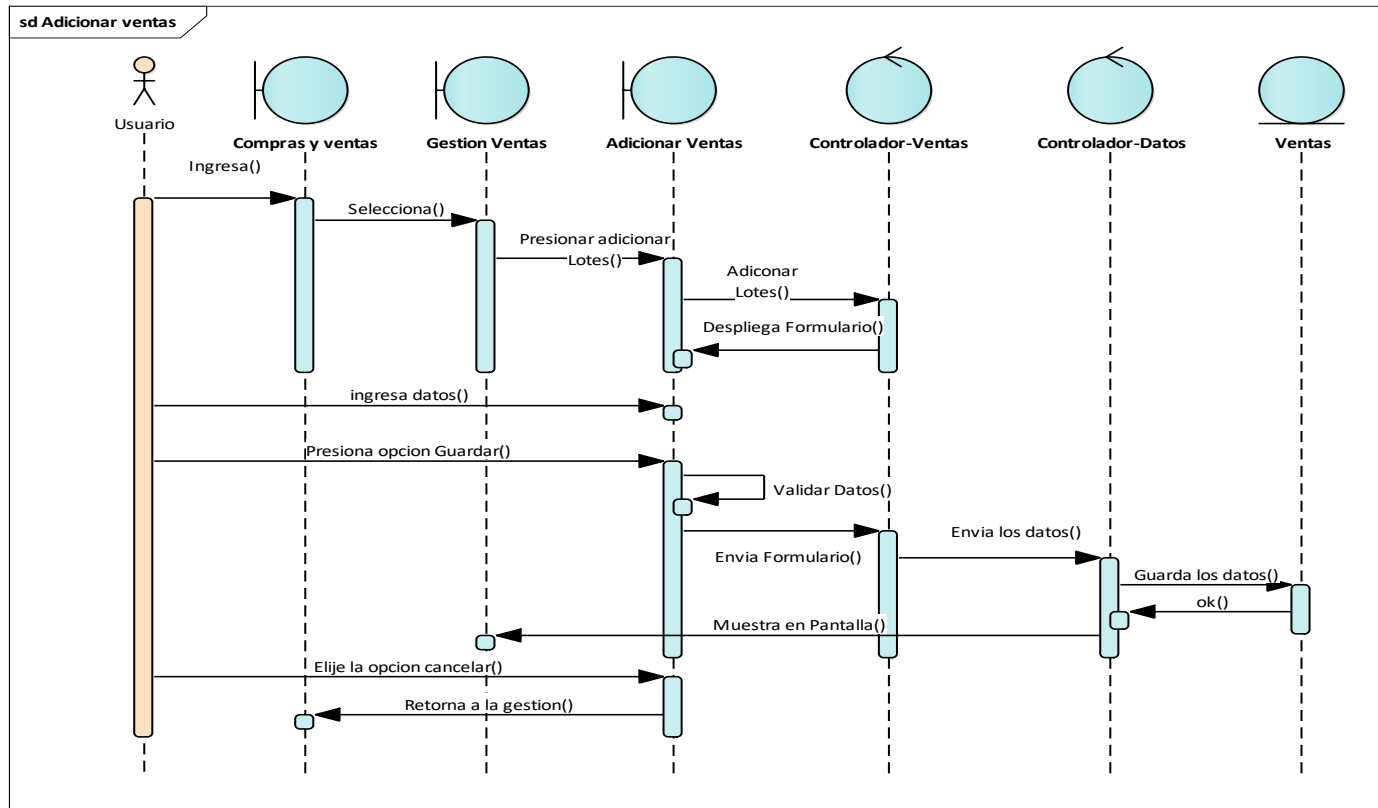 sd Adicionar ventas
Usuario
Compras y ventas
Gestion Ventas
Adicionar Ventas
Controlador-Ventas
Controlador-Datos
Ventas
Ingresa()
Selecciona()
Presionar adicionar
Lotes()
Adiconar
Lotes()
Despliega Formulario()
ingresa datos()
Presiona opcion Guardar()
Validar Datos()
Envia Formulario()
Envia los datos()
Guarda los datos()
ok()
Muestra en Pantalla()
Elije la opcion cancelar()
Retorna a la gestion()